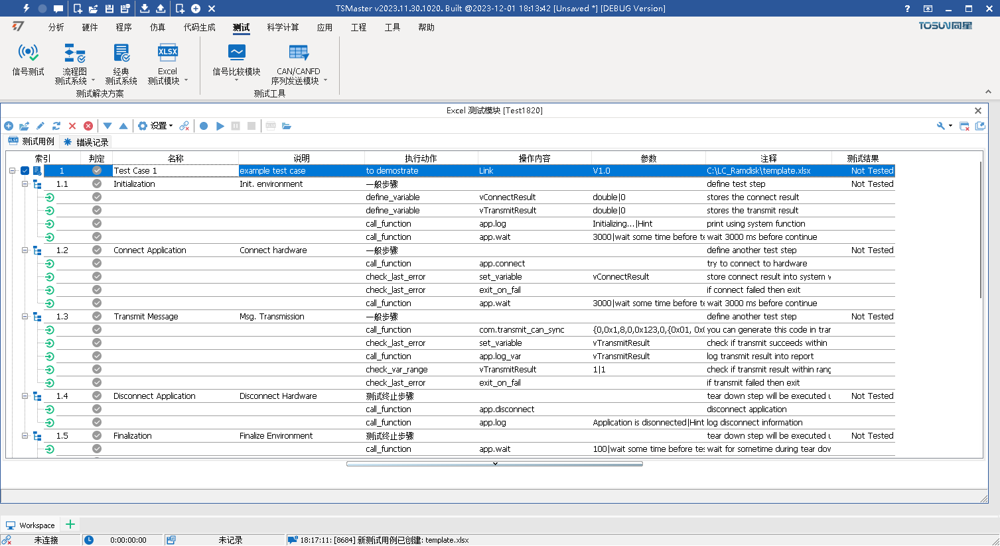 TSMaster v2023.11.30.1020. Built @2023-12-01 18:13:42 [Unsaved *] [DEBUG Version]
分析 硬件 程序 仿真 代码生成 测试 科学计算 应用 工程 工具 帮助 TOSUN同星
信号测试 流程图 测试系统 经典 测试系统 XLSX Excel 测试模块 信号比较模块 CAN/CANFD 序列发送模块
测试解决方案 测试工具
Excel 测试模块 [Test1820]
设置
测试用例 错误记录
索引 判定 名称 说明 执行动作 操作内容 参数 注释 测试结果
1 Test Case 1 example test case to demostrate Link V1.0 C:\LC_Ramdisk\template.xlsx Not Tested
1.1 Initialization Init. environment 一般步骤 define test step Not Tested
define_variable vConnectResult double|0 stores the connect result
define_variable vTransmitResult double|0 stores the transmit result
call_function app.log Initializing...|Hint print using system function
call_function app.wait 3000|wait some time before te wait 3000 ms before continue
1.2 Connect Application Connect hardware 一般步骤 define another test step Not Tested
call_function app.connect try to connect to hardware
check_last_error set_variable vConnectResult store connect result into system v
check_last_error exit_on_fail if connect failed then exit
call_function app.wait 3000|wait some time before te wait 3000 ms before continue
1.3 Transmit Message Msg. Transmission 一般步骤 define another test step Not Tested
call_function com.transmit_can_sync {0,0x1,8,0,0x123,0,{0x01, 0x0 you can generate this code in trar
check_last_error set_variable vTransmitResult check if transmit succeeds within
call_function app.log_var vTransmitResult log transmit result into report
check_var_range vTransmitResult 1|1 check if transmit result within rang
check_last_error exit_on_fail if transmit failed then exit
1.4 Disconnect Application Disconnect Hardware 测试终止步骤 tear down step will be executed u Not Tested
call_function app.disconnect disconnect application
call_function app.log Application is disonnected|Hint log disconnect information
1.5 Finalization Finalize Environment 测试终止步骤 tear down step will be executed u Not Tested
call_function app.wait 100|wait some time before tes wait for sometime during tear dov
Workspace
未连接 0:00:00:00 未记录 18:17:11: [8684] 新测试用例已创建: template.xlsx